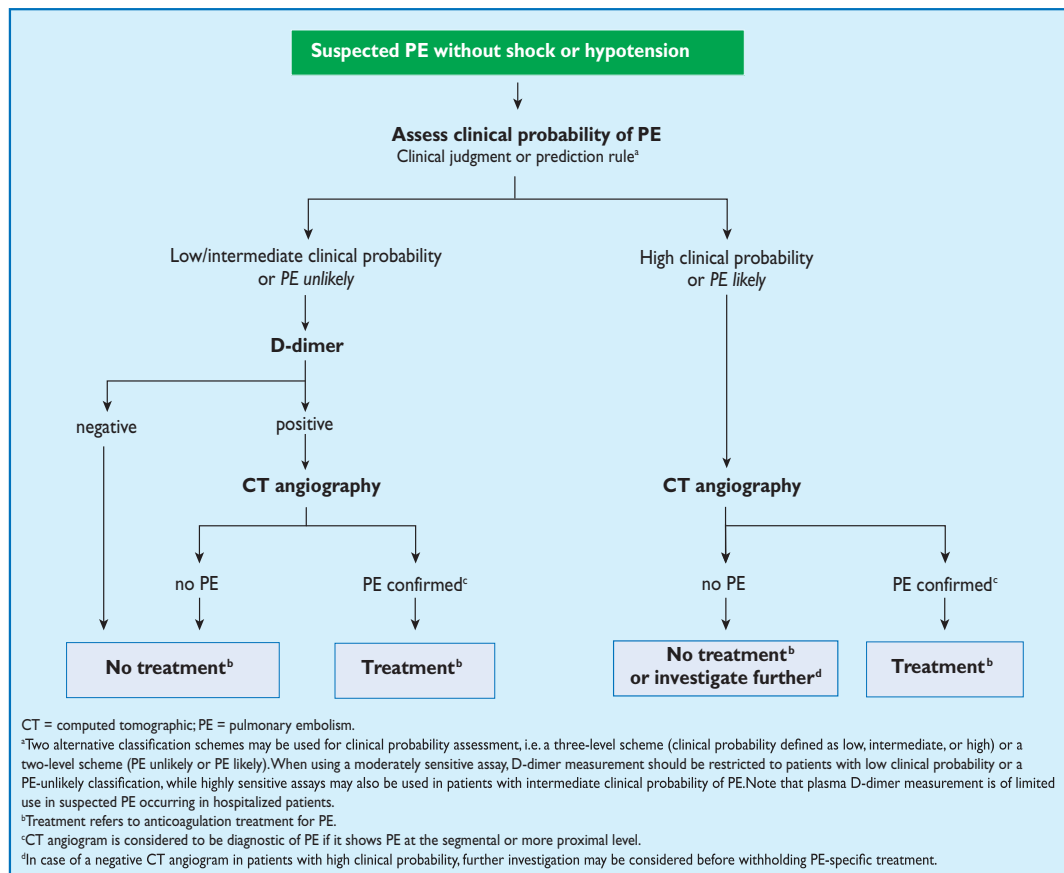 Suspected PE without shock or hypotension
Assess clinical probability of PE
Clinical judgment or prediction ruleᵃ
Low/intermediate clinical probability
or PE unlikely
High clinical probability
or PE likely
D-dimer
negative
positive
CT angiography
CT angiography
no PE
PE confirmedᶜ
no PE
PE confirmedᶜ
No treatmentᵇ
Treatmentᵇ
No treatmentᵇ
or investigate furtherᵈ
Treatmentᵇ
CT = computed tomographic; PE = pulmonary embolism.
ᵃTwo alternative classification schemes may be used for clinical probability assessment, i.e. a three-level scheme (clinical probability defined as low, intermediate, or high) or a
two-level scheme (PE unlikely or PE likely). When using a moderately sensitive assay, D-dimer measurement should be restricted to patients with low clinical probability or a
PE-unlikely classification, while highly sensitive assays may also be used in patients with intermediate clinical probability of PE. Note that plasma D-dimer measurement is of limited
use in suspected PE occurring in hospitalized patients.
ᵇTreatment refers to anticoagulation treatment for PE.
ᶜCT angiogram is considered to be diagnostic of PE if it shows PE at the segmental or more proximal level.
ᵈIn case of a negative CT angiogram in patients with high clinical probability, further investigation may be considered before withholding PE-specific treatment.